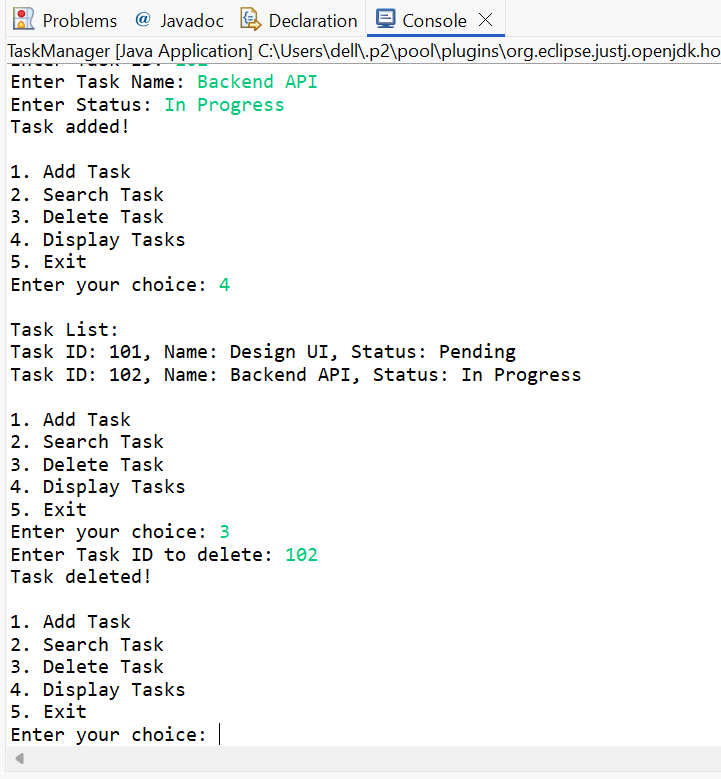 Problems @ Javadoc Declaration Console
TaskManager [Java Application] C:\Users\dell\.p2\pool\plugins\org.eclipse.justj.openjdk.ho
Enter Task ID: 102
Enter Task Name: Backend API
Enter Status: In Progress
Task added!
1. Add Task
2. Search Task
3. Delete Task
4. Display Tasks
5. Exit
Enter your choice: 4
Task List:
Task ID: 101, Name: Design UI, Status: Pending
Task ID: 102, Name: Backend API, Status: In Progress
1. Add Task
2. Search Task
3. Delete Task
4. Display Tasks
5. Exit
Enter your choice: 3
Enter Task ID to delete: 102
Task deleted!
1. Add Task
2. Search Task
3. Delete Task
4. Display Tasks
5. Exit
Enter your choice: